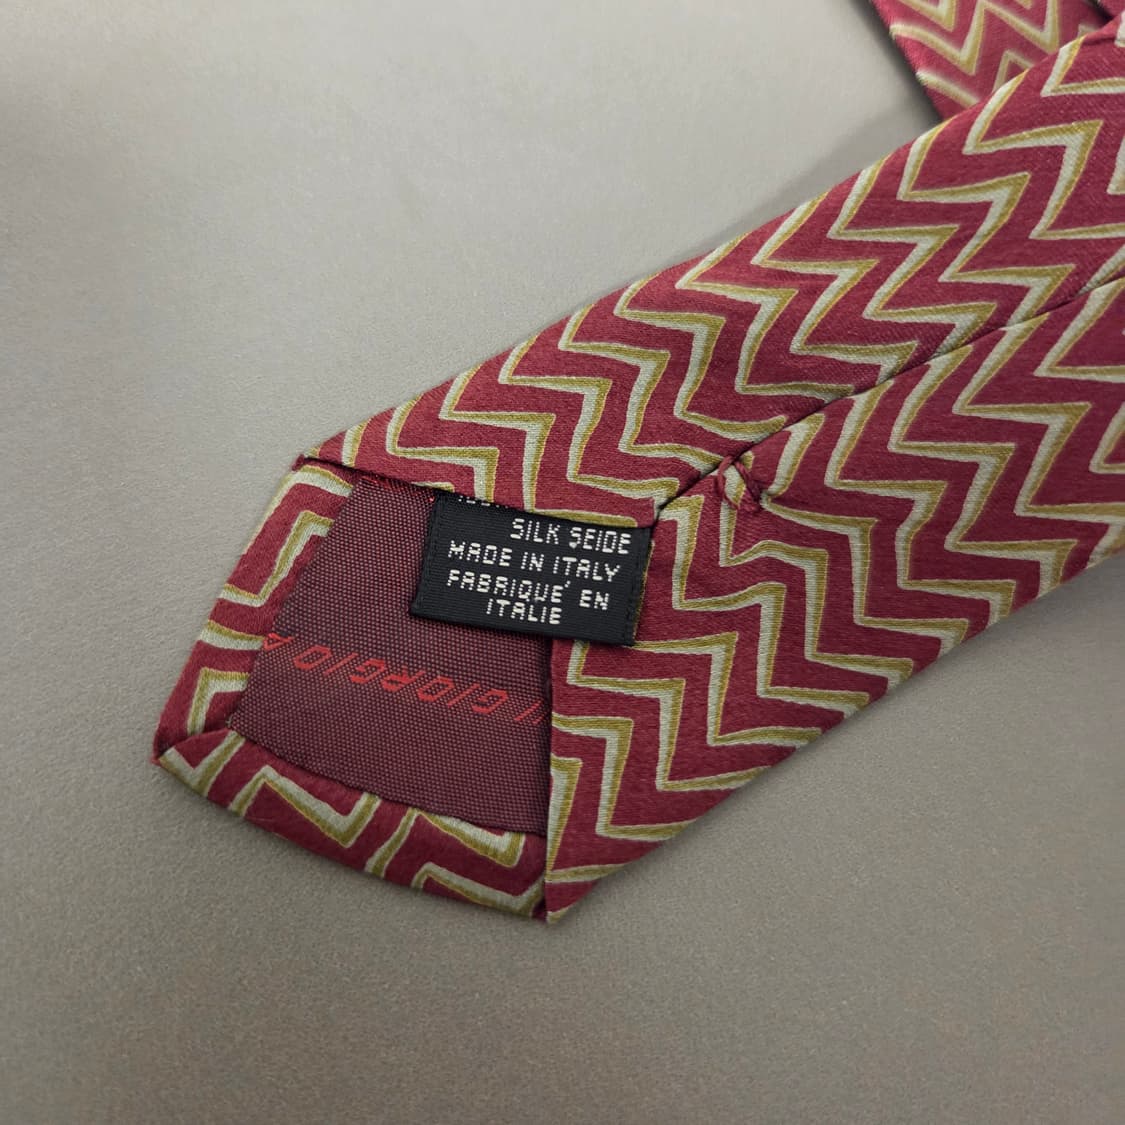 SILK SEIDE
MADE IN ITALY
FABRIQUE´ EN
ITALIE
GIORGIO A